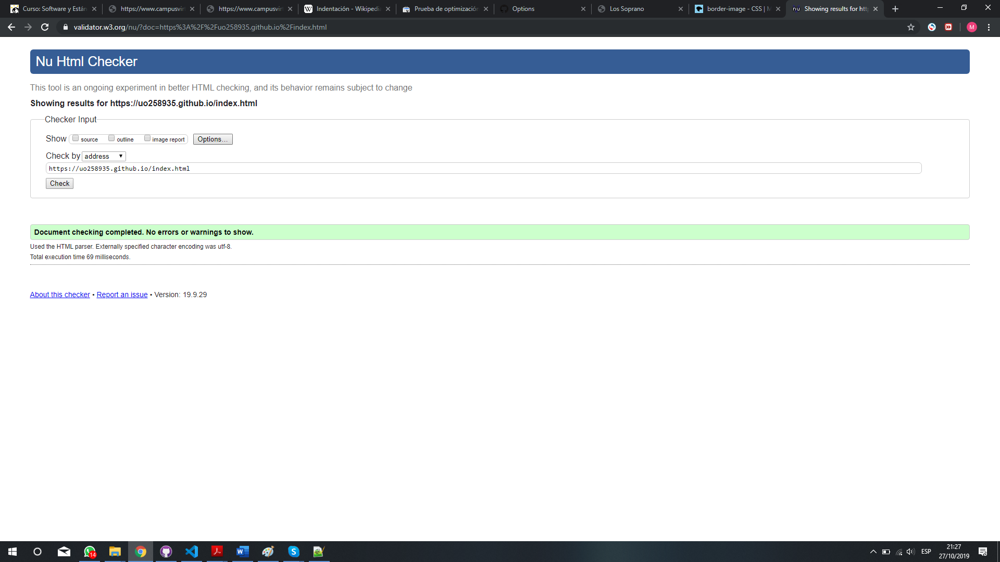 Curso: Software y Están
https://www.campusvir
https://www.campusvir
W Indentación - Wikipedi
Prueba de optimización
Options
Los Soprano
border-image - CSS | M
nu Showing results for htt
validator.w3.org/nu/?doc=https%3A%2F%2Fuo258935.github.io%2Findex.html
M
Nu Html Checker
This tool is an ongoing experiment in better HTML checking, and its behavior remains subject to change
Showing results for https://uo258935.github.io/index.html
Checker Input
Show source outline image report Options...
Check by address
https://uo258935.github.io/index.html
Check
Document checking completed. No errors or warnings to show.
Used the HTML parser. Externally specified character encoding was utf-8.
Total execution time 69 milliseconds.
About this checker • Report an issue • Version: 19.9.29
14
ESP
21:27
27/10/2019